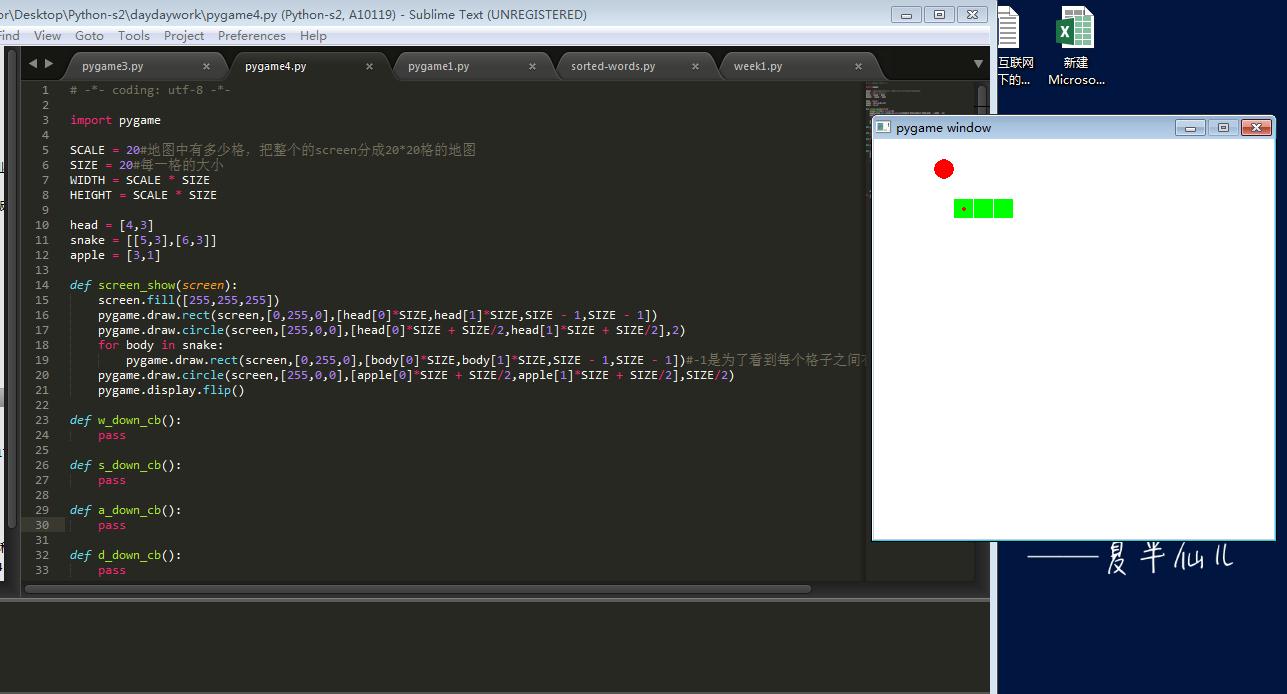 or\Desktop\Python-s2\daydaywork\pygame4.py (Python-s2, A10119) - Sublime Text (UNREGISTERED)
Find View Goto Tools Project Preferences Help
pygame3.py × pygame4.py × pygame1.py × sorted-words.py × week1.py ×
1 # -*- coding: utf-8 -*-
2
3 import pygame
4
5 SCALE = 20#地图中有多少格，把整个的screen分成20*20格的地图
6 SIZE = 20#每一格的大小
7 WIDTH = SCALE * SIZE
8 HEIGHT = SCALE * SIZE
9
10 head = [4,3]
11 snake = [[5,3],[6,3]]
12 apple = [3,1]
13
14 def screen_show(screen):
15 screen.fill([255,255,255])
16 pygame.draw.rect(screen,[0,255,0],[head[0]*SIZE,head[1]*SIZE,SIZE - 1,SIZE - 1])
17 pygame.draw.circle(screen,[255,0,0],[head[0]*SIZE + SIZE/2,head[1]*SIZE + SIZE/2],2)
18 for body in snake:
19 pygame.draw.rect(screen,[0,255,0],[body[0]*SIZE,body[1]*SIZE,SIZE - 1,SIZE - 1])#-1是为了看到每个格子之间
20 pygame.draw.circle(screen,[255,0,0],[apple[0]*SIZE + SIZE/2,apple[1]*SIZE + SIZE/2],SIZE/2)
21 pygame.display.flip()
22
23 def w_down_cb():
24 pass
25
26 def s_down_cb():
27 pass
28
29 def a_down_cb():
30 pass
31
32 def d_down_cb():
33 pass
互联网
下的...
新建
Microso...
pygame window
——夏半仙儿